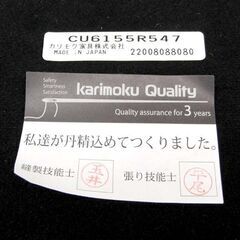 CU6155R547
カリモク家具株式会社
MADE IN JAPAN 22008088080
Safety
Smartness
Satisfaction
karimoku Quality
Quality assurance for 3 years
私達が丹精込めてつくりました。
縫製技能士 玉井 張り技能士